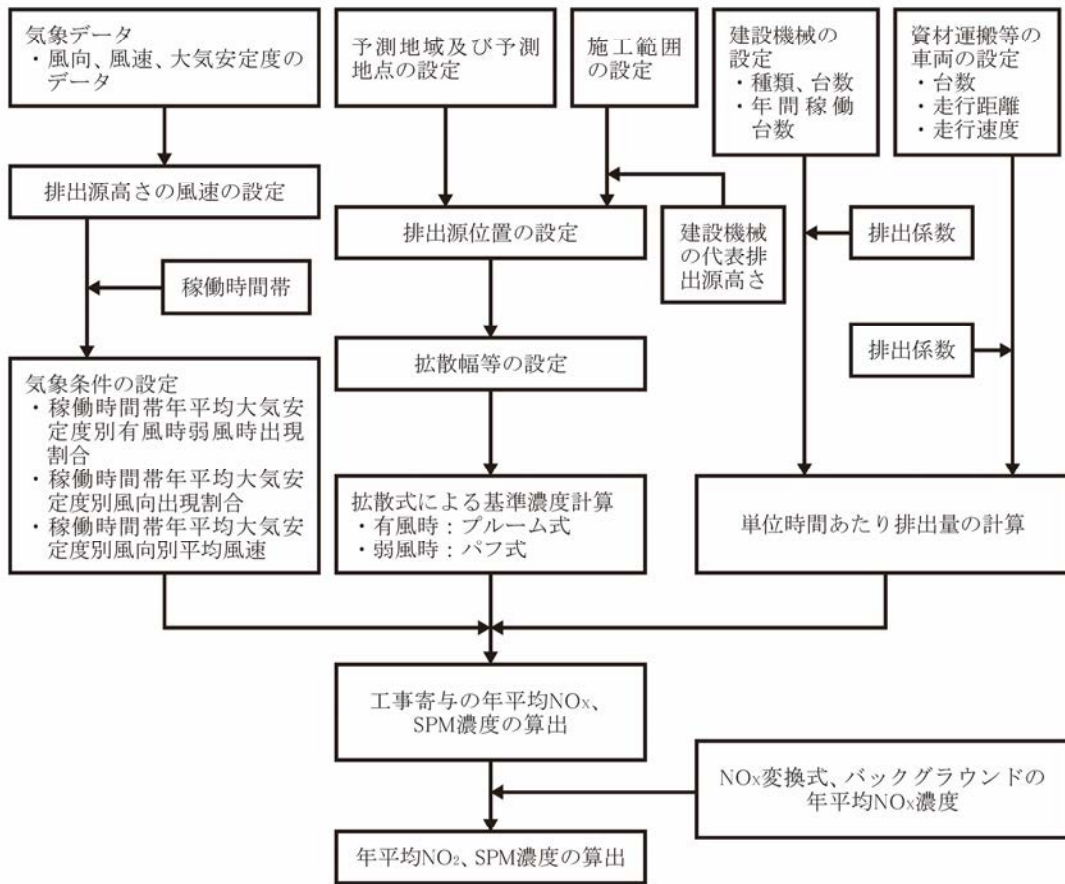 気象データ
・風向、風速、大気安定度の
データ
予測地域及び予測
地点の設定
施工範囲
の設定
建設機械の
設定
・種類、台数
・年間稼働
台数
資材運搬等の
車両の設定
・台数
・走行距離
・走行速度
排出源高さの風速の設定
排出源位置の設定
建設機械
の代表排
出源高さ
排出係数
稼働時間帯
拡散幅等の設定
排出係数
気象条件の設定
・稼働時間帯年平均大気安
定度別有風時弱風時出現
割合
・稼働時間帯年平均大気安
定度別風向出現割合
・稼働時間帯年平均大気安
定度別風向別平均風速
拡散式による基準濃度計算
・有風時：プルーム式
・弱風時：パフ式
単位時間あたり排出量の計算
工事寄与の年平均NOX、
SPM濃度の算出
NOX変換式、バックグラウンドの
年平均NOX濃度
年平均NO₂、SPM濃度の算出